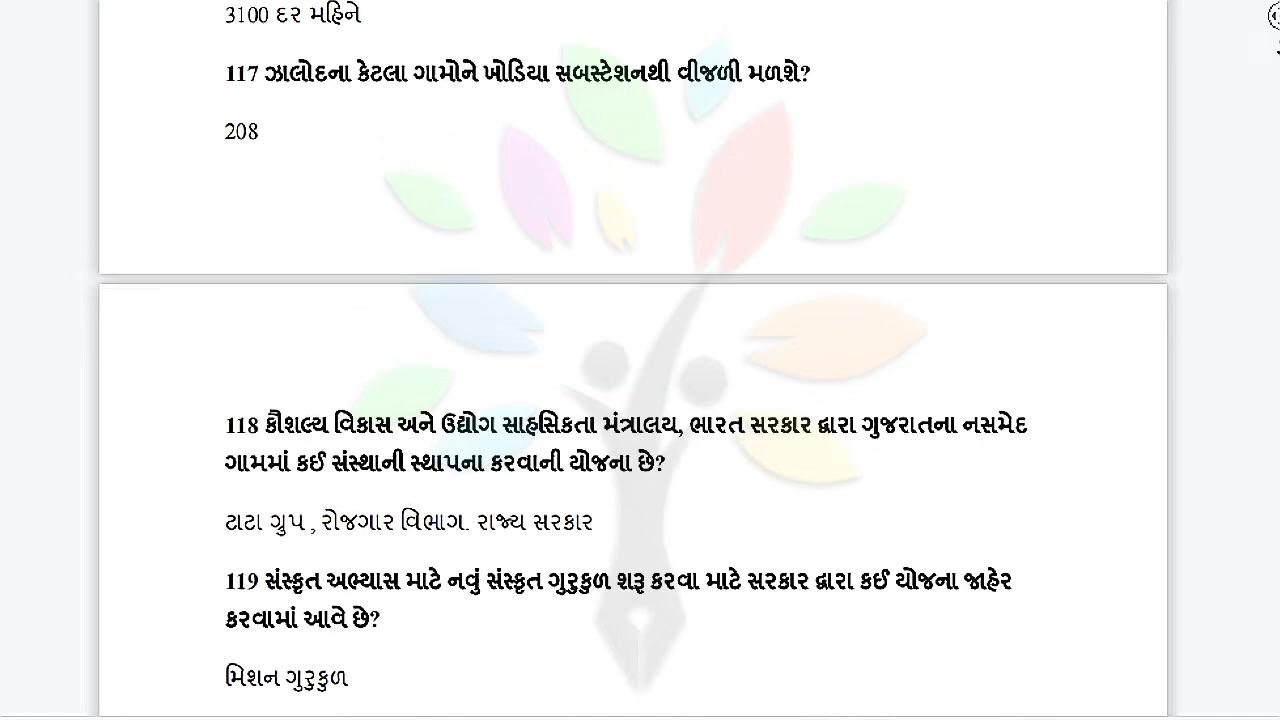 3100 દર મહિને
117 ઝાલોદના કેટલા ગામોને ખોડિયા સબસ્ટેશનથી વીજળી મળશે?
208
118 કૌશલ્ય વિકાસ અને ઉદ્યોગ સાહસિકતા મંત્રાલય, ભારત સરકાર દ્વારા ગુજરાતના નસમેદ
ગામમાં કઈ સંસ્થાની સ્થાપના કરવાની યોજના છે?
ટાટા ગ્રુપ , રોજગાર વિભાગ. રાજ્ય સરકાર
119 સંસ્કૃત અભ્યાસ માટે નવું સંસ્કૃત ગુરુકુળ શરૂ કરવા માટે સરકાર દ્વારા કઈ યોજના જાહેર
કરવામાં આવે છે?
મિશન ગુરુકુળ